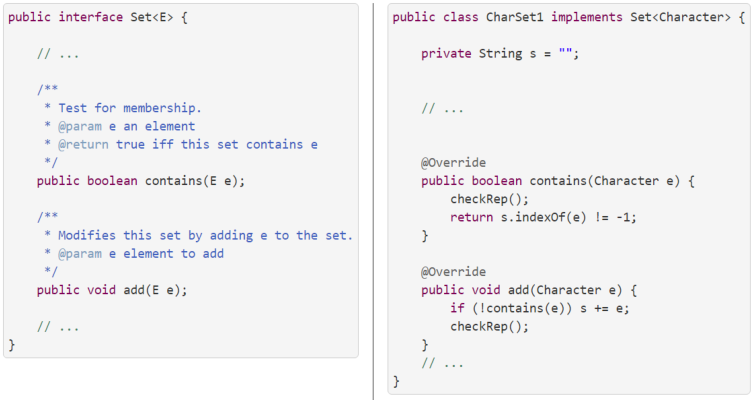 public interface Set<E> {
// ...
/**
* Test for membership.
* @param e an element
* @return true iff this set contains e
*/
public boolean contains(E e);
/**
* Modifies this set by adding e to the set.
* @param e element to add
*/
public void add(E e);
// ...
}
public class CharSet1 implements Set<Character> {
private String s = "";
// ...
@Override
public boolean contains(Character e) {
checkRep();
return s.indexOf(e) != -1;
}
@Override
public void add(Character e) {
if (!contains(e)) s += e;
checkRep();
}
// ...
}